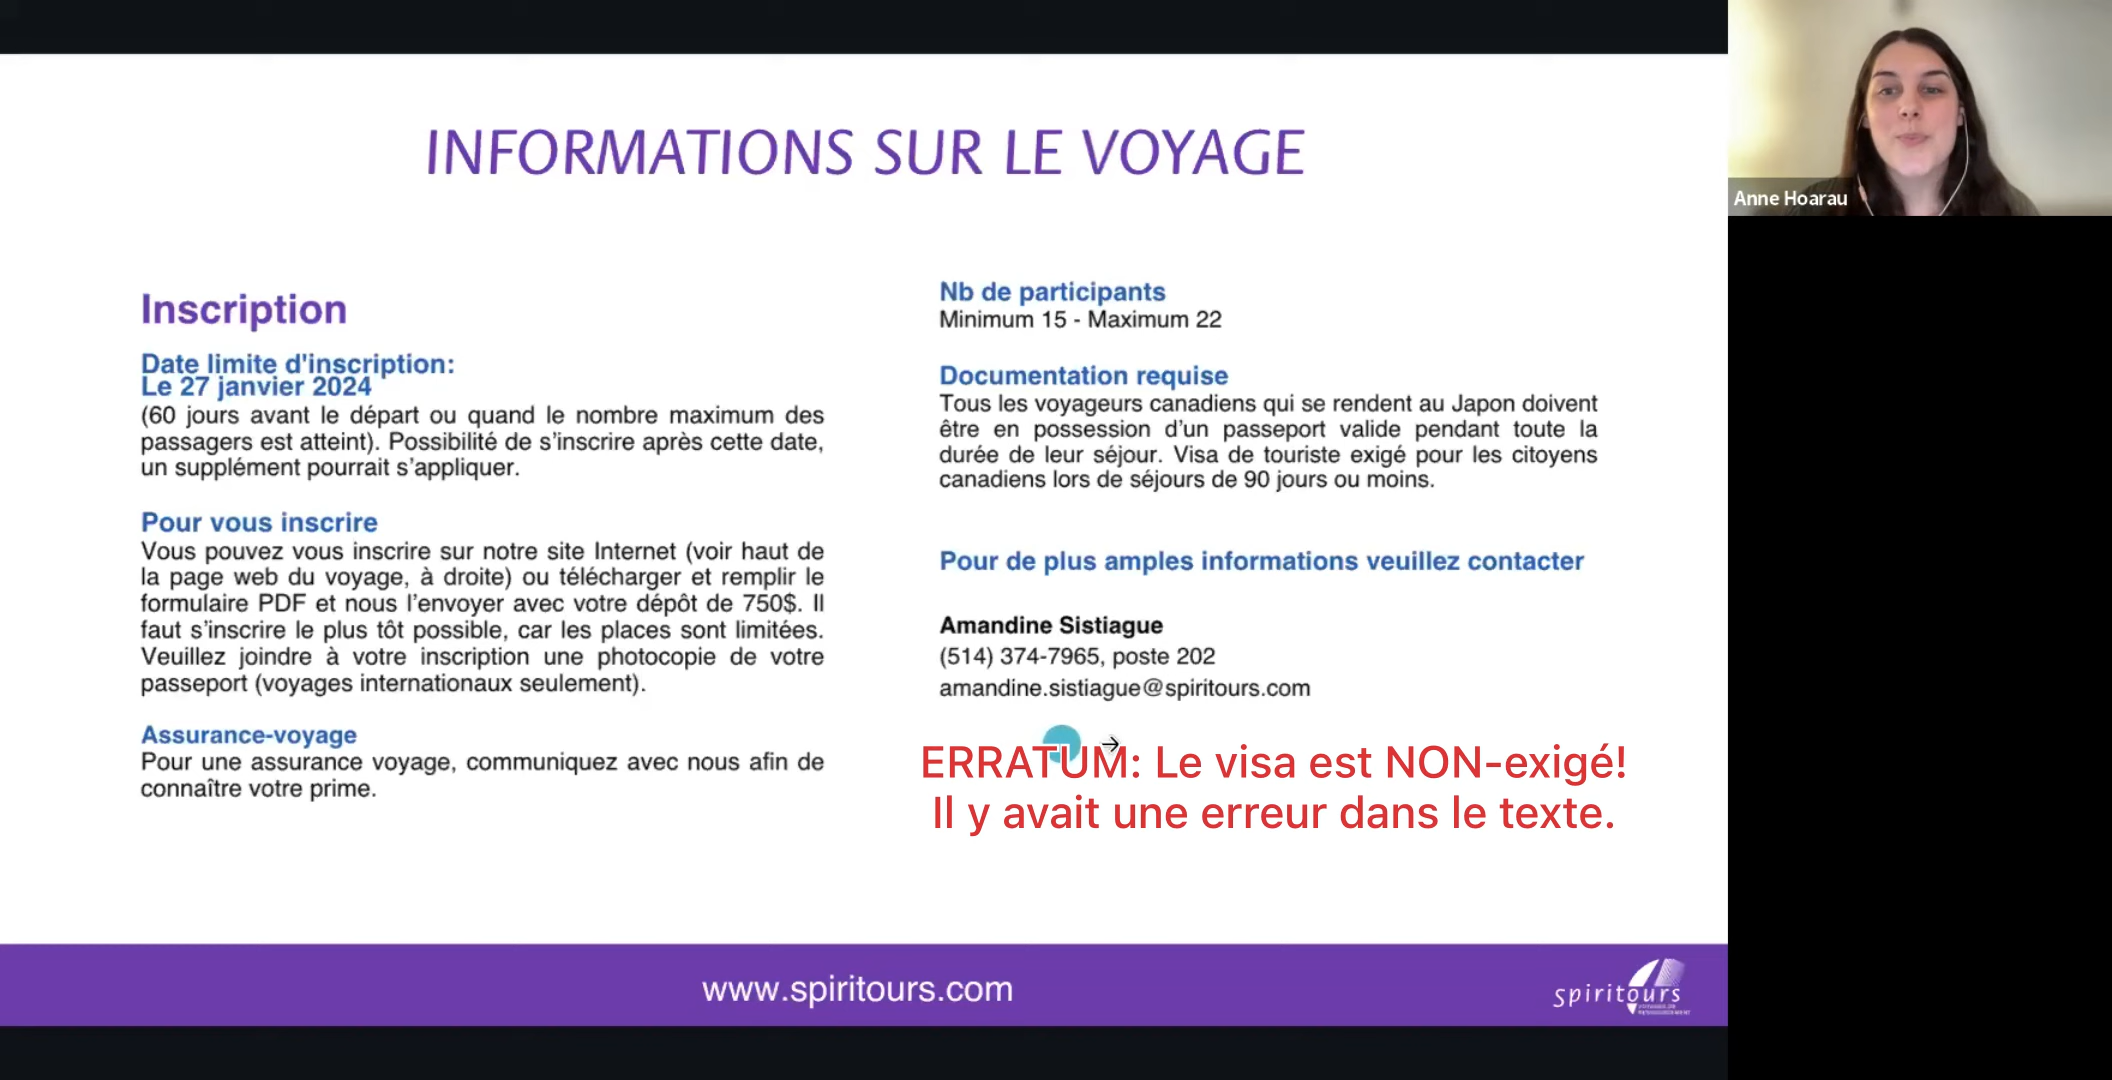 INFORMATIONS SUR LE VOYAGE
Inscription
Date limite d'inscription:
Le 27 janvier 2024
(60 jours avant le départ ou quand le nombre maximum des
passagers est atteint). Possibilité de s’inscrire après cette date,
un supplément pourrait s’appliquer.
Pour vous inscrire
Vous pouvez vous inscrire sur notre site Internet (voir haut de
la page web du voyage, à droite) ou télécharger et remplir le
formulaire PDF et nous l’envoyer avec votre dépôt de 750$. Il
faut s’inscrire le plus tôt possible, car les places sont limitées.
Veuillez joindre à votre inscription une photocopie de votre
passeport (voyages internationaux seulement).
Assurance-voyage
Pour une assurance voyage, communiquez avec nous afin de
connaître votre prime.
Nb de participants
Minimum 15 - Maximum 22
Documentation requise
Tous les voyageurs canadiens qui se rendent au Japon doivent
être en possession d’un passeport valide pendant toute la
durée de leur séjour. Visa de touriste exigé pour les citoyens
canadiens lors de séjours de 90 jours ou moins.
Pour de plus amples informations veuillez contacter
Amandine Sistiague
(514) 374-7965, poste 202
amandine.sistiague@spiritours.com
ERRATUM: Le visa est NON-exigé!
Il y avait une erreur dans le texte.
www.spiritours.com
spiritours
Anne Hoarau